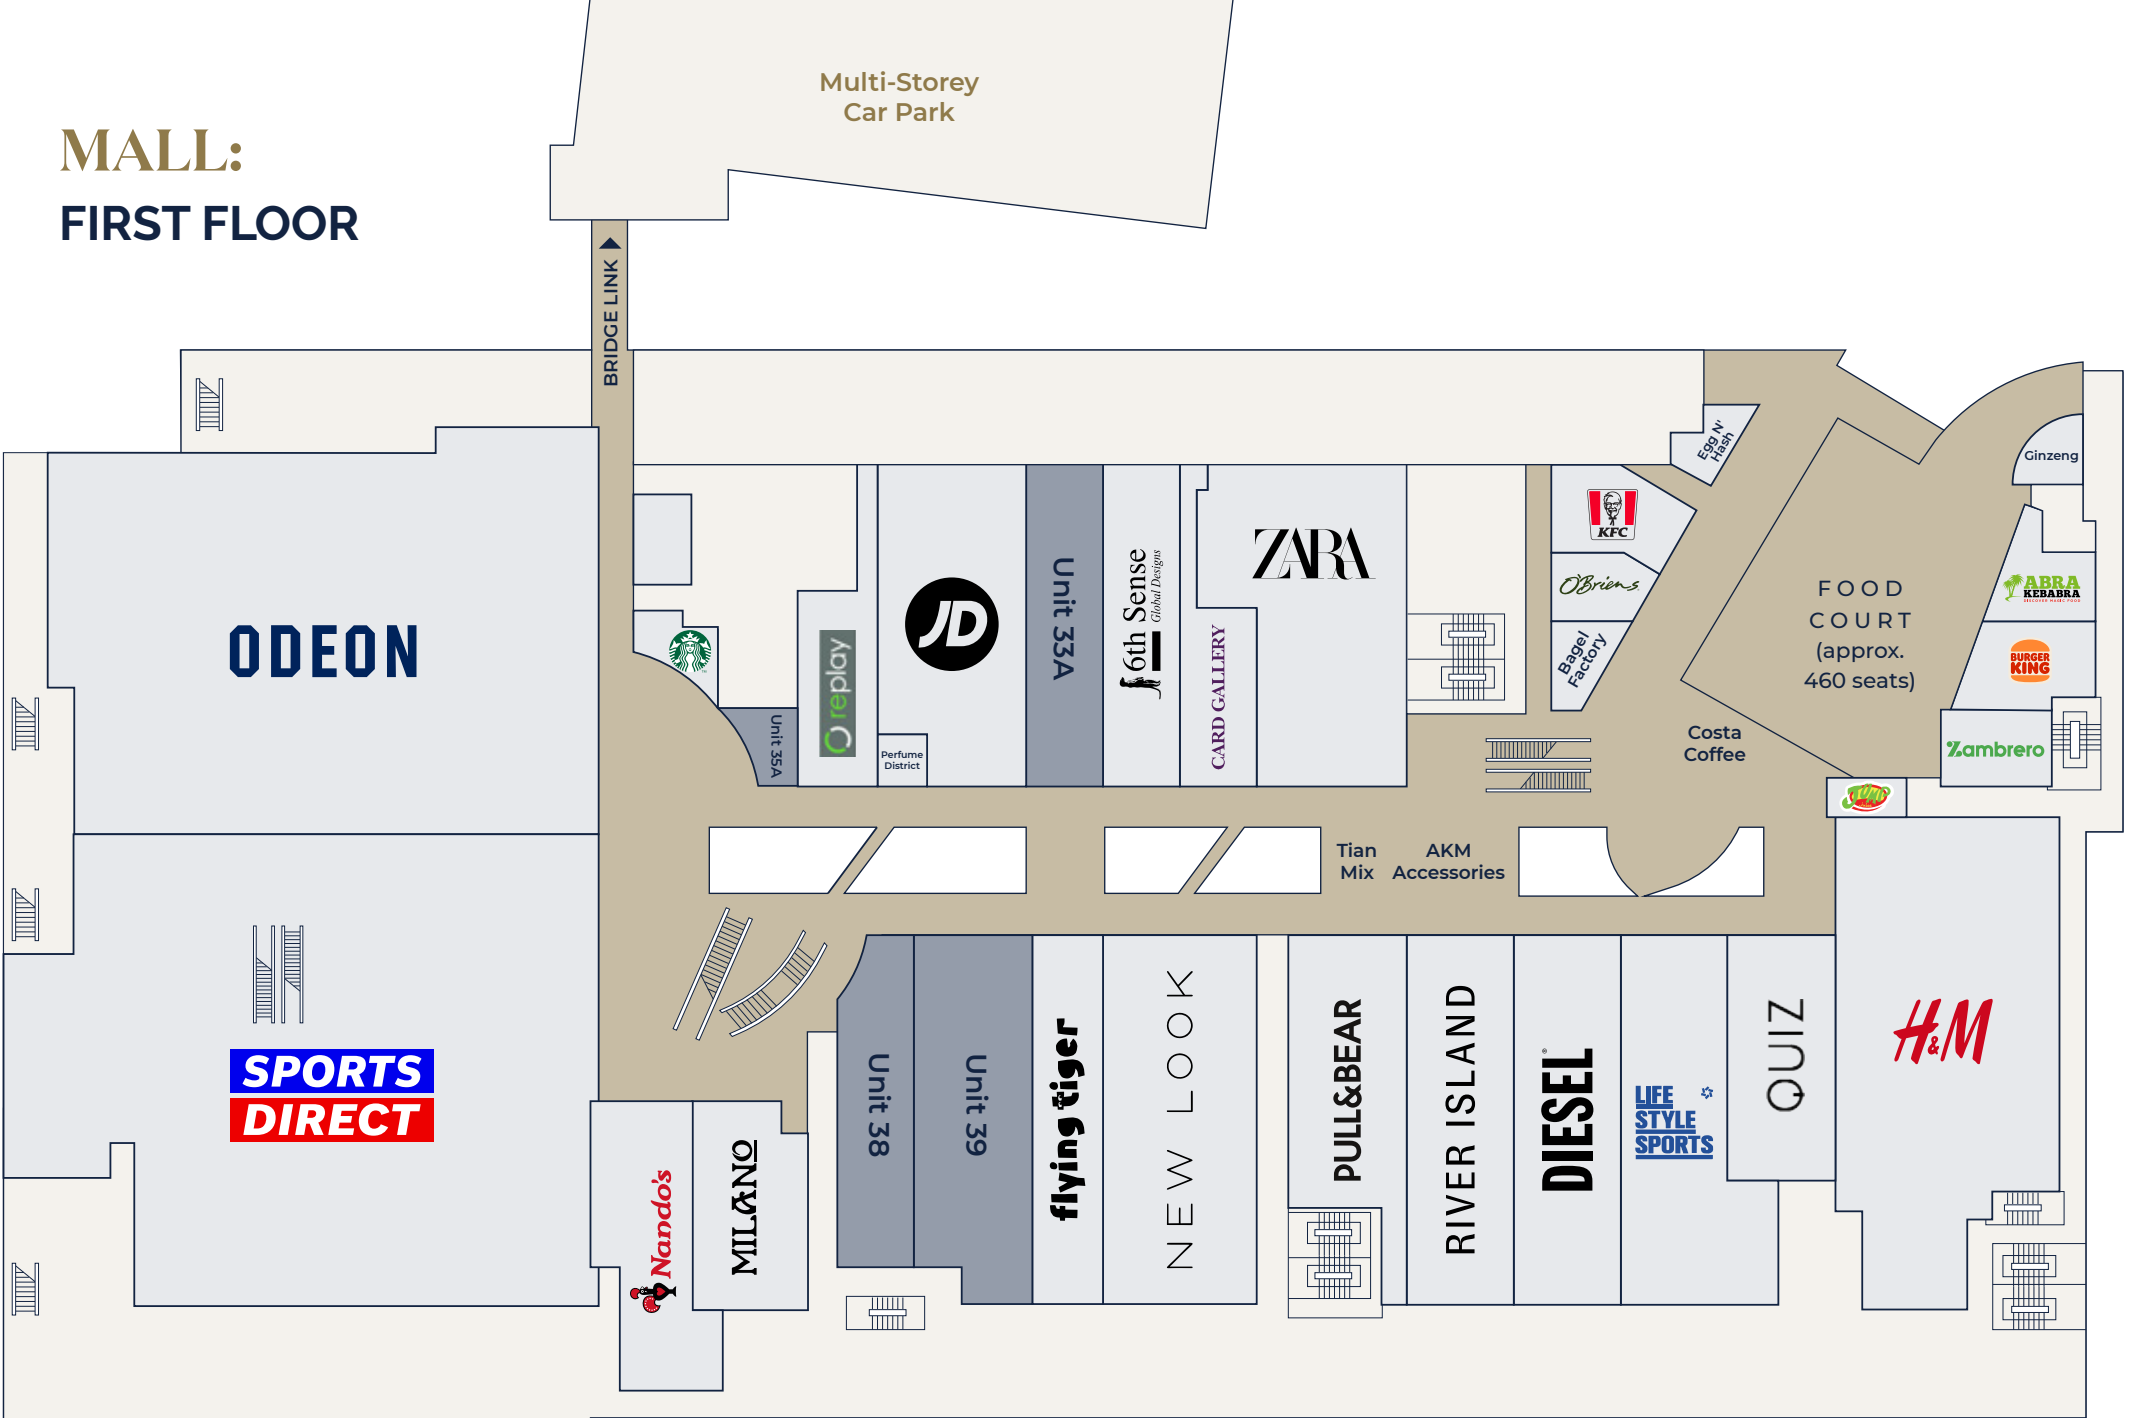 Multi-Storey
Car Park
MALL:
FIRST FLOOR
BRIDGE LINK
Egg N'
Hash
Ginzeng
KFC
O'Briens
Bagel
Factory
FOOD
COURT
(approx.
460 seats)
ABRA
KEBABRA
DISCOVER MAGIC FOOD
BURGER
KING
Zambrero
Costa
Coffee
ODEON
Unit 35A
replay
JD
Perfume
District
Unit 33A
6th Sense
Global Designs
CARD GALLERY
ZARA
Tian
Mix
AKM
Accessories
SPORTS
DIRECT
Nando's
MILANO
Unit 38
Unit 39
flying tiger
NEW LOOK
PULL&BEAR
RIVER ISLAND
DIESEL
LIFE
STYLE
SPORTS
QUIZ
H&M